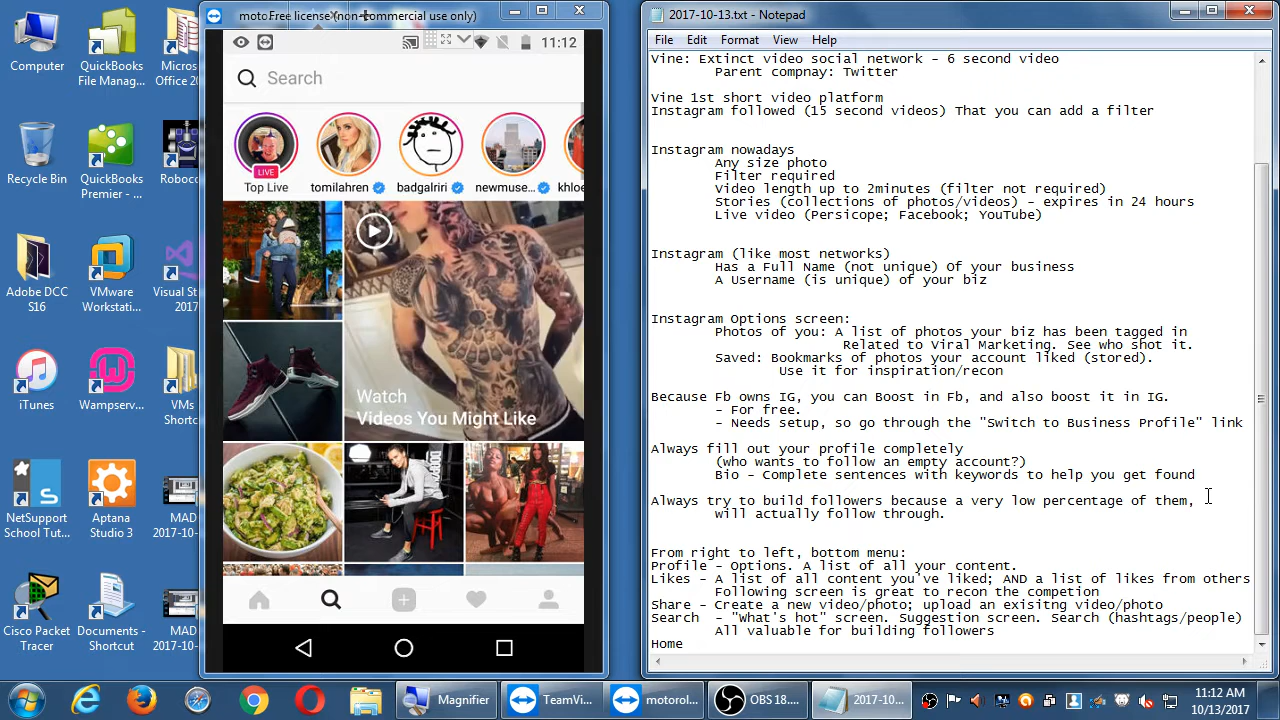 Computer
QuickBooks
File Manag...
Micros
Office 20
Recycle Bin
QuickBooks
Premier - ...
Roboco
Adobe DCC
S16
VMware
Workstati...
Visual St
2017
iTunes
Wampserv...
VMs
Shortc
NetSupport
School Tut...
Aptana
Studio 3
MAD
2017-10-
Cisco Packet
Tracer
Documents -
Shortcut
MAD
2017-10-
motoFree license (non-commercial use only)
11:12
Search
LIVE
Top Live
tomilahren
badgalriri
newmuse...
khloe
Watch
Videos You Might Like
2017-10-13.txt - Notepad
File Edit Format View Help
Vine: Extinct video social network - 6 second video
Parent compnay: Twitter
Vine 1st short video platform
Instagram followed (15 second videos) That you can add a filter
Instagram nowadays
Any size photo
Filter required
Video length up to 2minutes (filter not required)
Stories (collections of photos/videos) - expires in 24 hours
Live video (Persicope; Facebook; YouTube)
Instagram (like most networks)
Has a Full Name (not unique) of your business
A Username (is unique) of your biz
Instagram Options screen:
Photos of you: A list of photos your biz has been tagged in
Related to Viral Marketing. See who shot it.
Saved: Bookmarks of photos your account liked (stored).
Use it for inspiration/recon
Because Fb owns IG, you can Boost in Fb, and also boost it in IG.
- For free.
- Needs setup, so go through the "Switch to Business Profile" link
Always fill out your profile completely
(who wants to follow an empty account?)
Bio - Complete sentences with keywords to help you get found
Always try to build followers because a very low percentage of them,
will actually follow through.
From right to left, bottom menu:
Profile - Options. A list of all your content.
Likes - A list of all content you've liked; AND a list of likes from others
Following screen is great to recon the competion
Share - Create a new video/photo; upload an exisitng video/photo
Search - "what's hot" screen. Suggestion screen. Search (hashtags/people)
All valuable for building followers
Home
Magnifier
TeamVi...
motorol...
OBS 18....
2017-10...
11:12 AM
10/13/2017